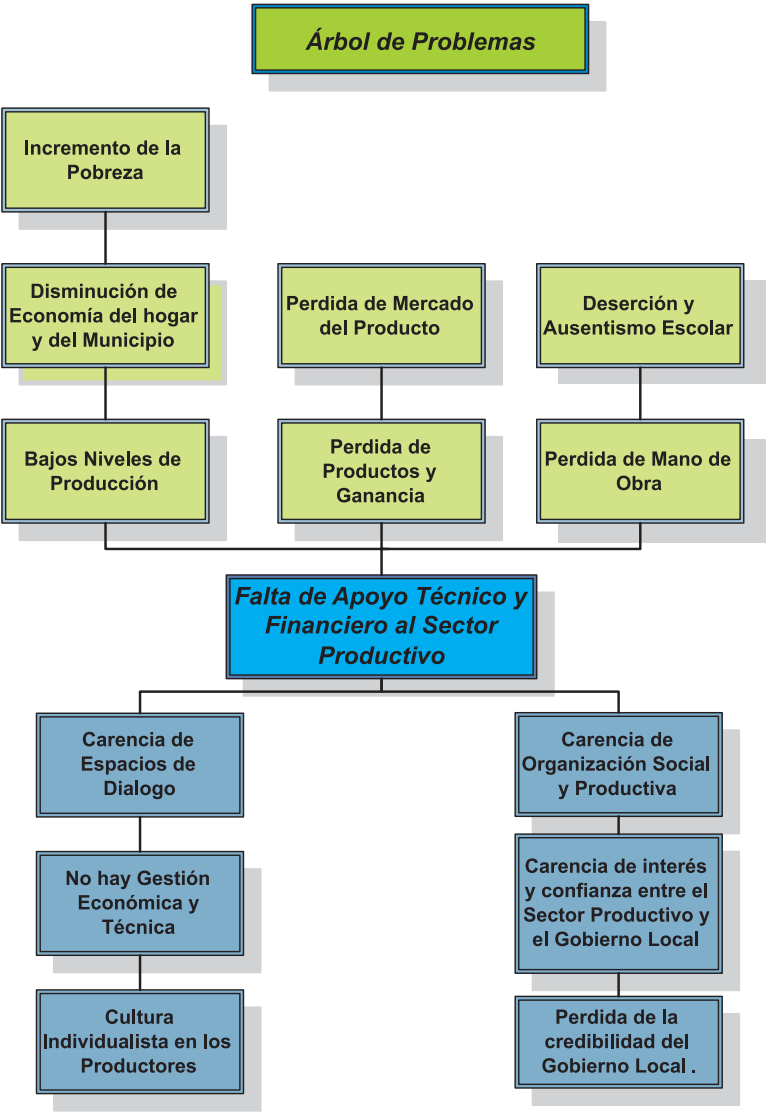 Árbol de Problemas
Incremento de la
Pobreza
Disminución de
Economía del hogar
y del Municipio
Perdida de Mercado
del Producto
Deserción y
Ausentismo Escolar
Bajos Niveles de
Producción
Perdida de
Productos y
Ganancia
Perdida de Mano de
Obra
Falta de Apoyo Técnico y
Financiero al Sector
Productivo
Carencia de
Espacios de
Dialogo
Carencia de
Organización Social
y Productiva
No hay Gestión
Económica y
Técnica
Carencia de interés
y confianza entre el
Sector Productivo y
el Gobierno Local
Cultura
Individualista en los
Productores
Perdida de la
credibilidad del
Gobierno Local .